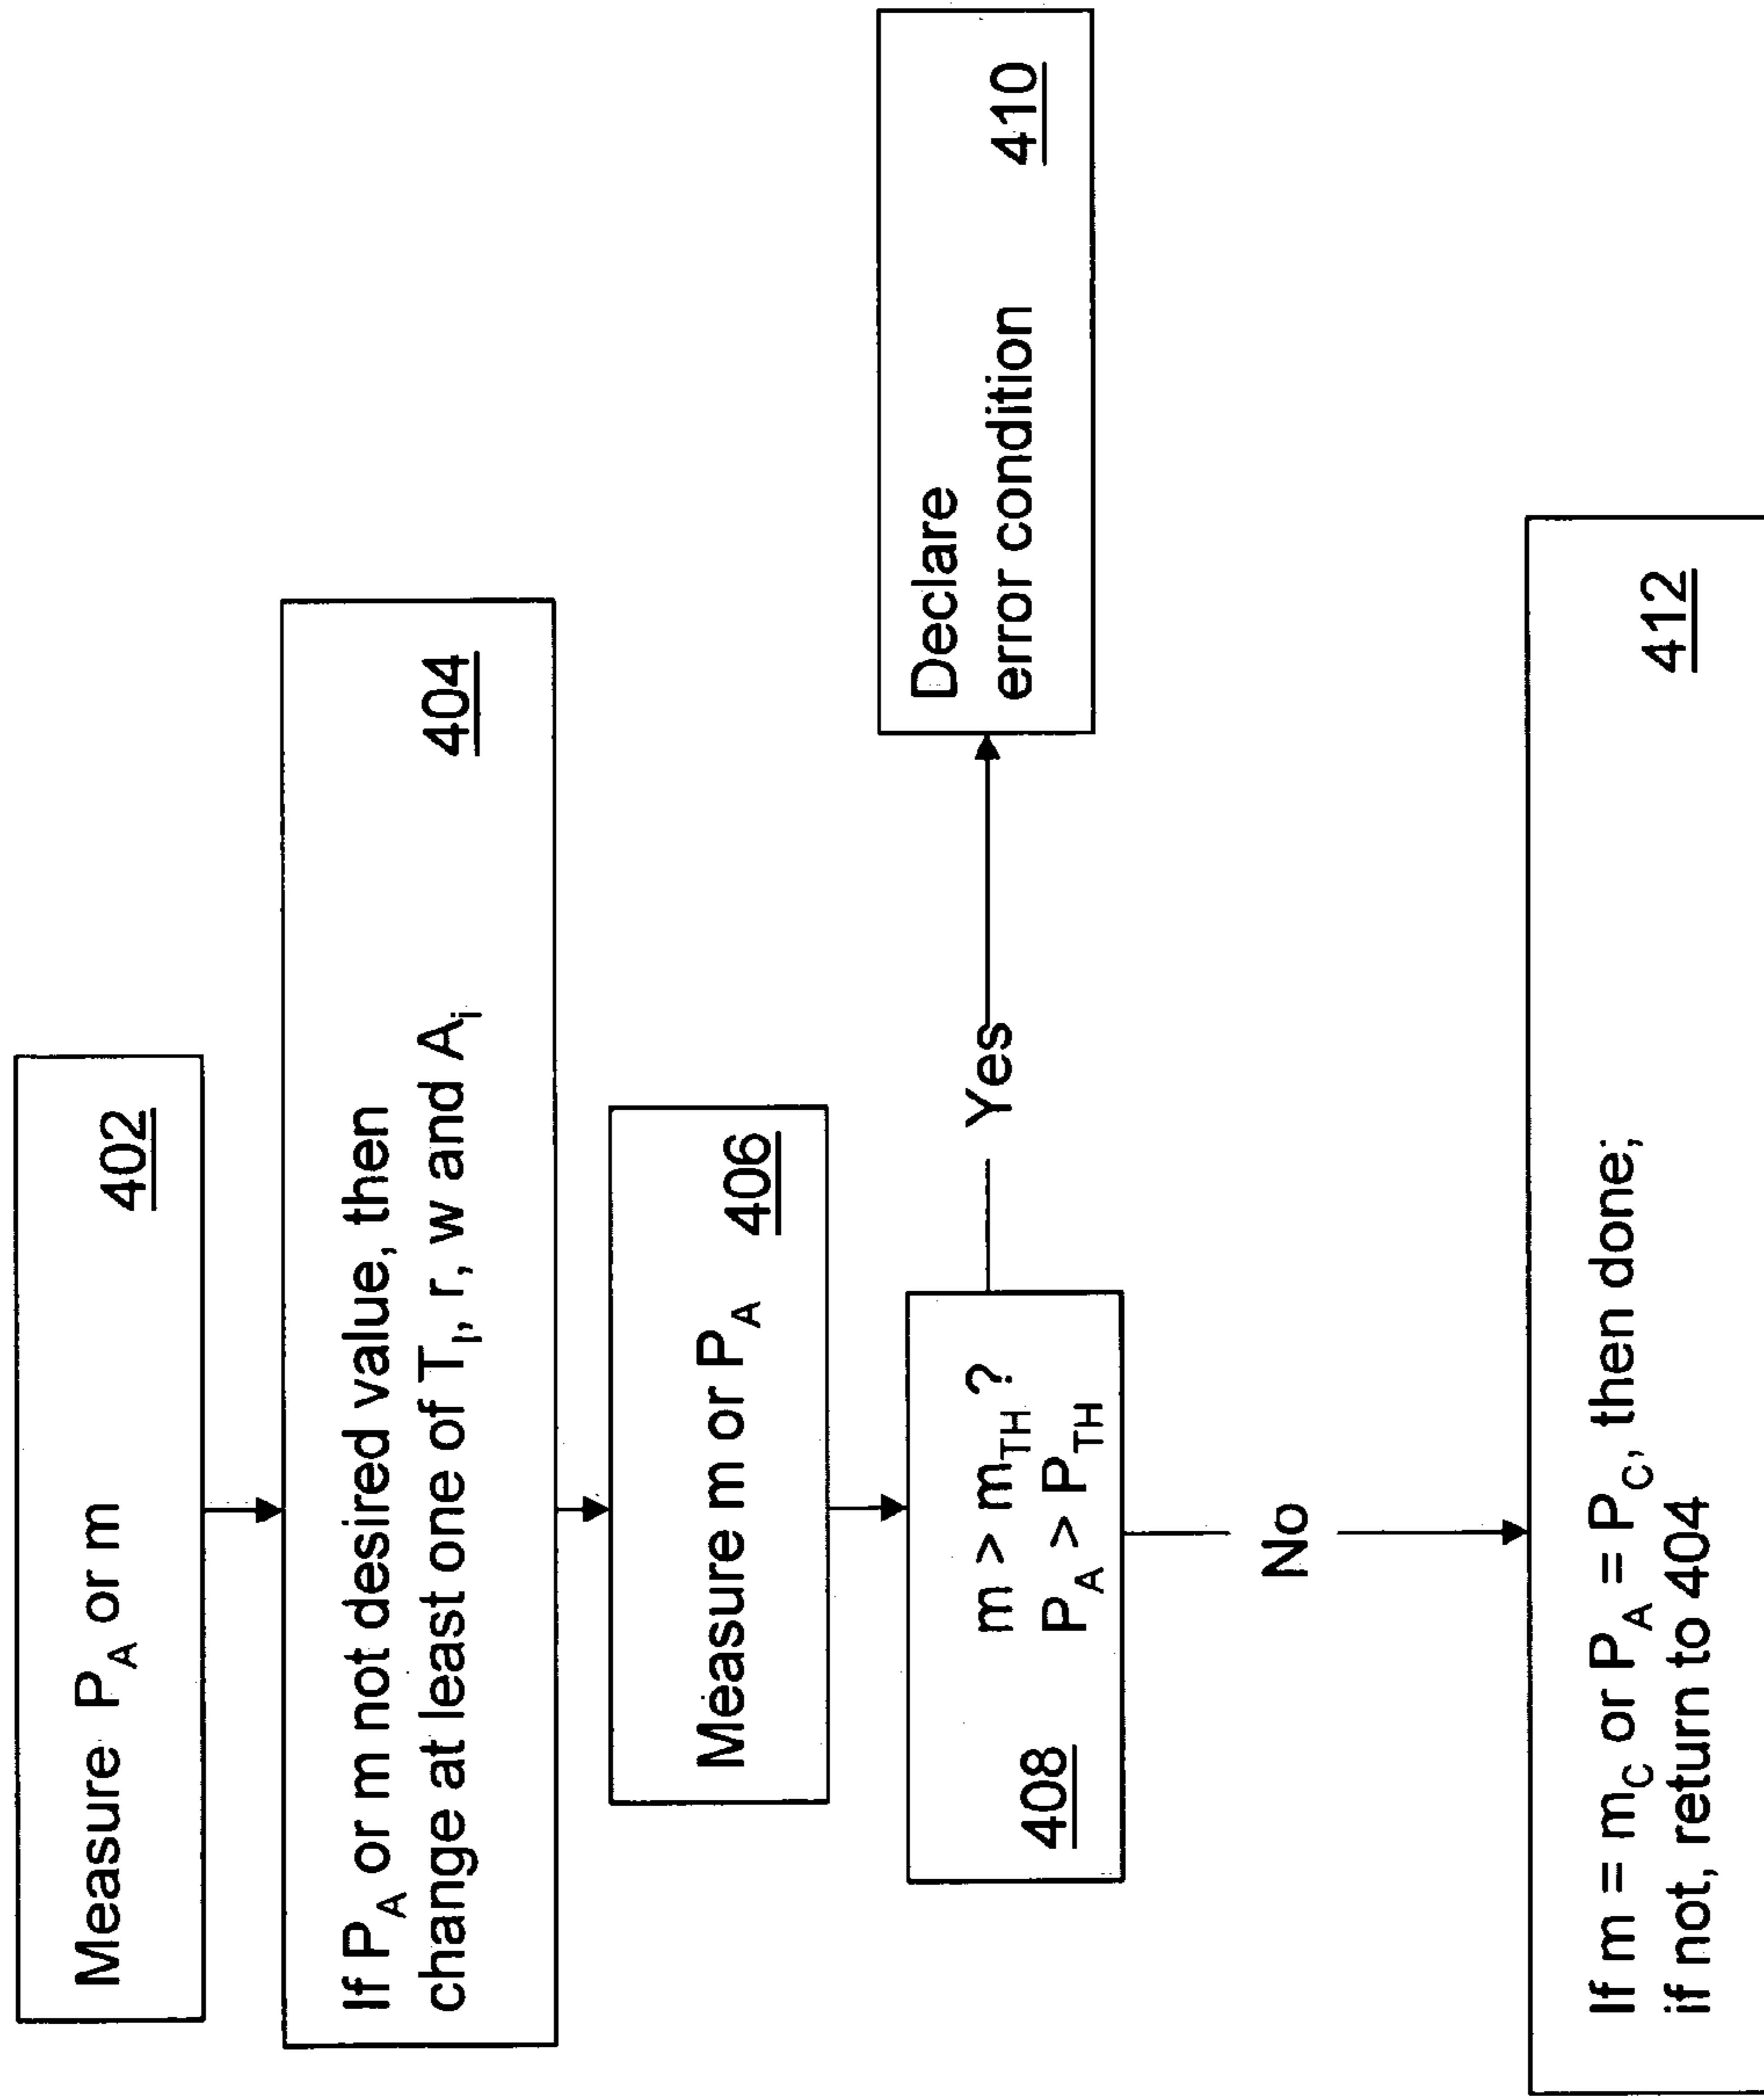 Measure P_A or m
402
If P_A or m not desired value, then
change at least one of T_i, r, w and A_i
404
Measure m or P_A 406
m > m_TH ?
P_A > P_TH
408
Yes
Declare
error condition 410
No
If m = m_C or P_A = P_C, then done;
if not, return to 404
412